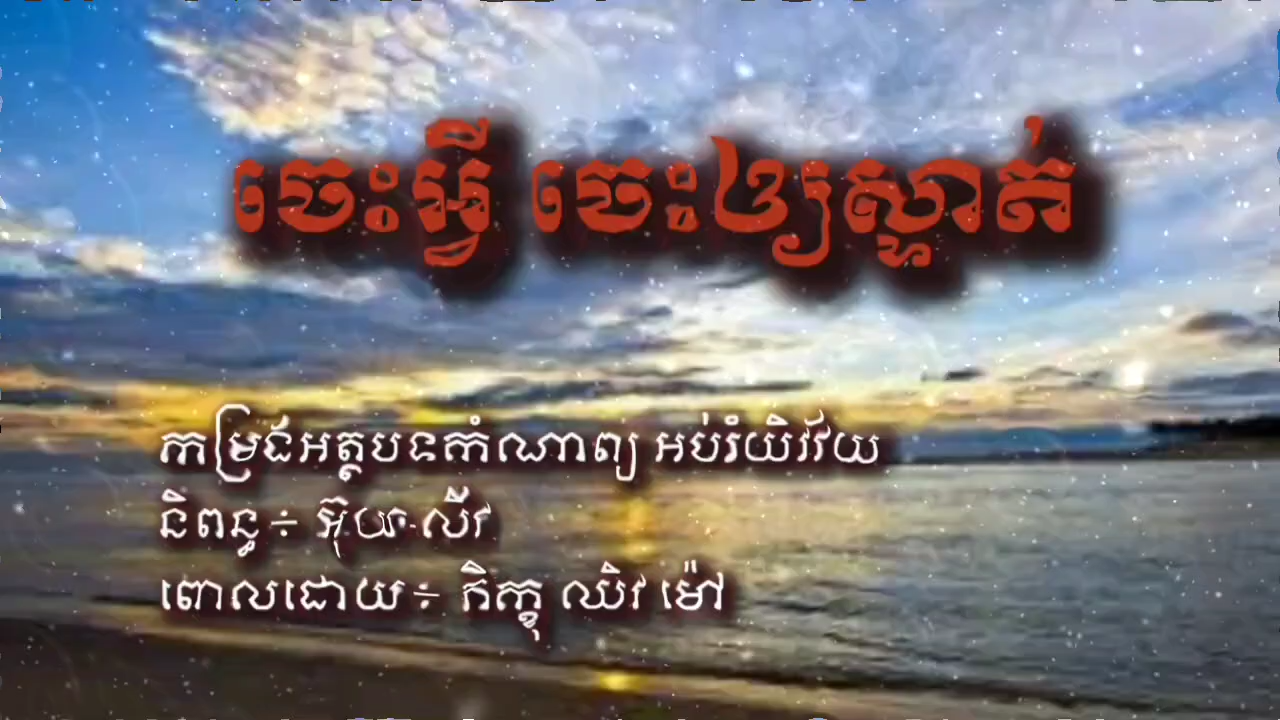 ចេះអ្វី ចេះឲ្យស្ទាត់
កម្រងអត្ថបទកំណាព្យ អប់រំយិវវ័យ
និពន្ធ÷ អ៊ុយ-លីវ
ពោលដោយ÷ ភិក្ខុ ឈិវ ម៉ៅ